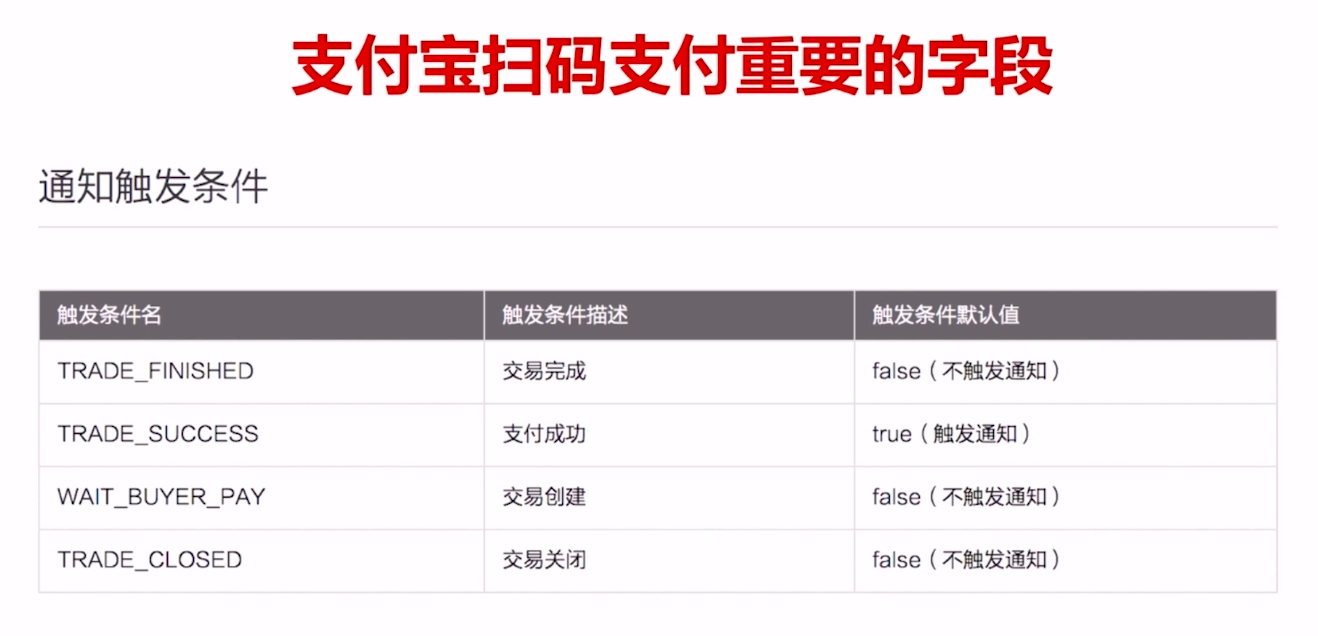 支付宝扫码支付重要的字段
通知触发条件
触发条件名 触发条件描述 触发条件默认值
TRADE_FINISHED 交易完成 false（不触发通知）
TRADE_SUCCESS 支付成功 true（触发通知）
WAIT_BUYER_PAY 交易创建 false（不触发通知）
TRADE_CLOSED 交易关闭 false（不触发通知）